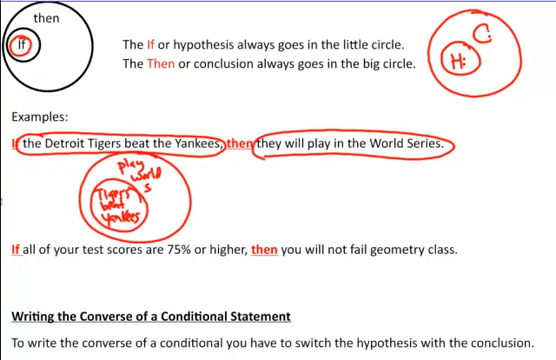 then
If
The If or hypothesis always goes in the little circle.
The Then or conclusion always goes in the big circle.
C:
H:
Examples:
If the Detroit Tigers beat the Yankees, then they will play in the World Series.
play
world
s
Tigers
beat
Yankees
If all of your test scores are 75% or higher, then you will not fail geometry class.
Writing the Converse of a Conditional Statement
To write the converse of a conditional you have to switch the hypothesis with the conclusion.